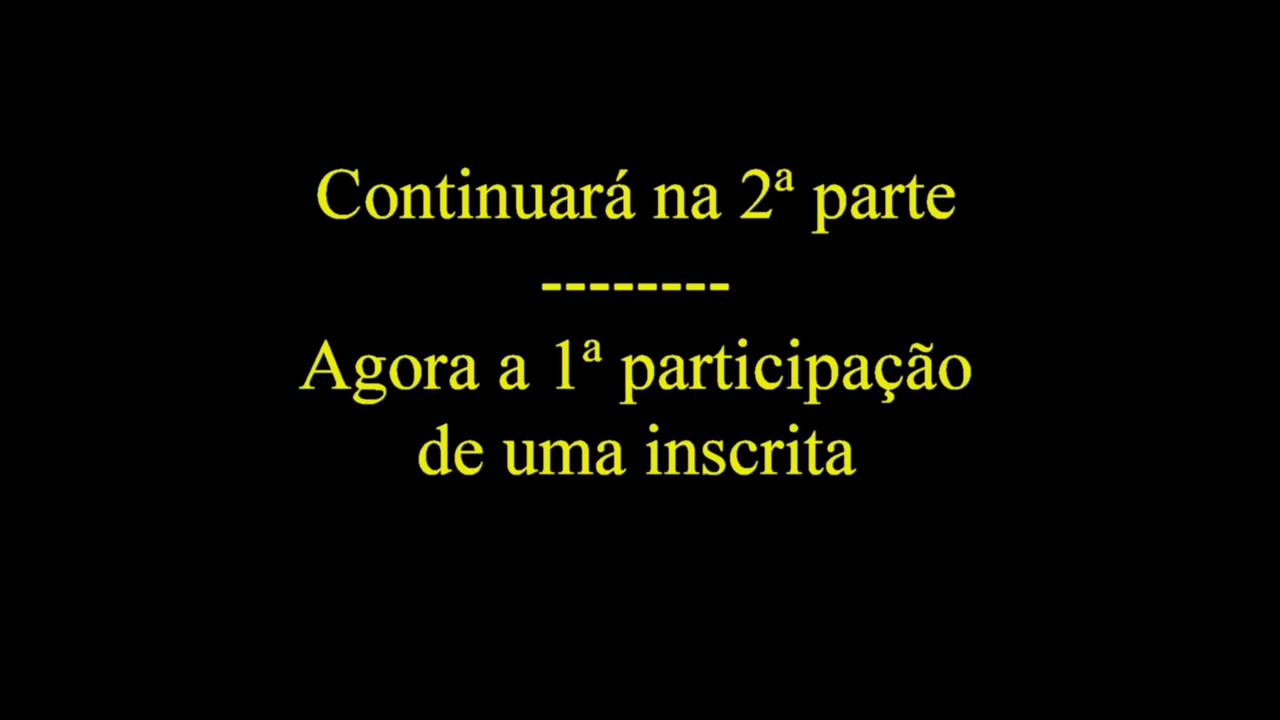 Continuará na 2ª parte
--------
Agora a 1ª participação
de uma inscrita